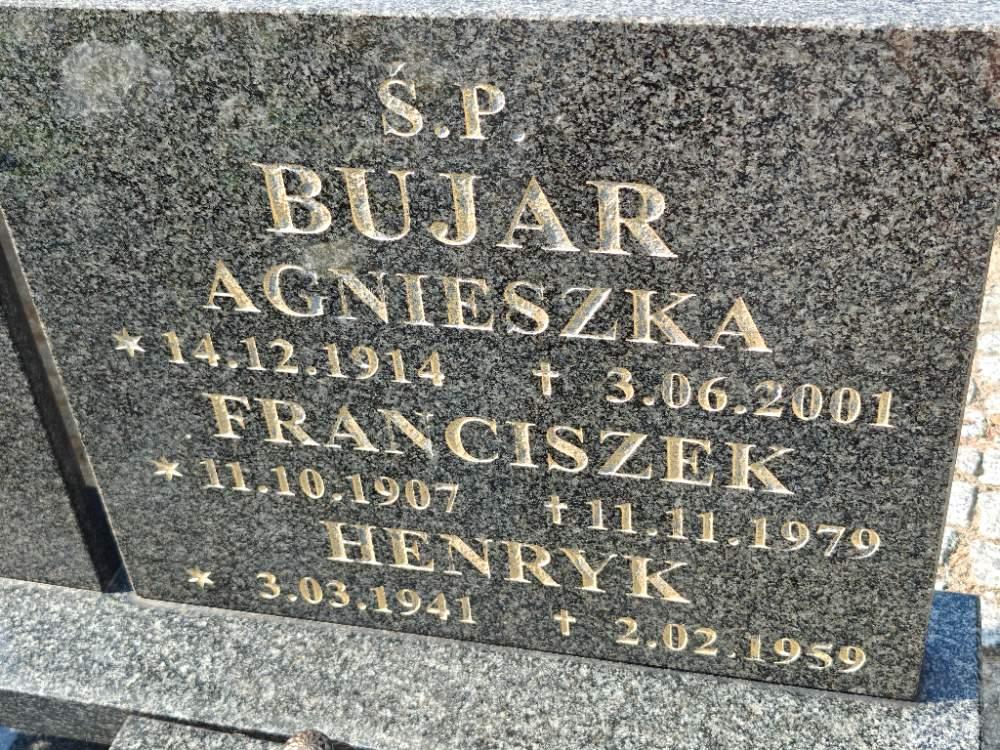 Ś.P.
BUJAR
AGNIESZKA
* 14.12.1914 † 3.06.2001
FRANCISZEK
* 11.10.1907 † 11.11.1979
HENRYK
* 3.03.1941 † 2.02.1959